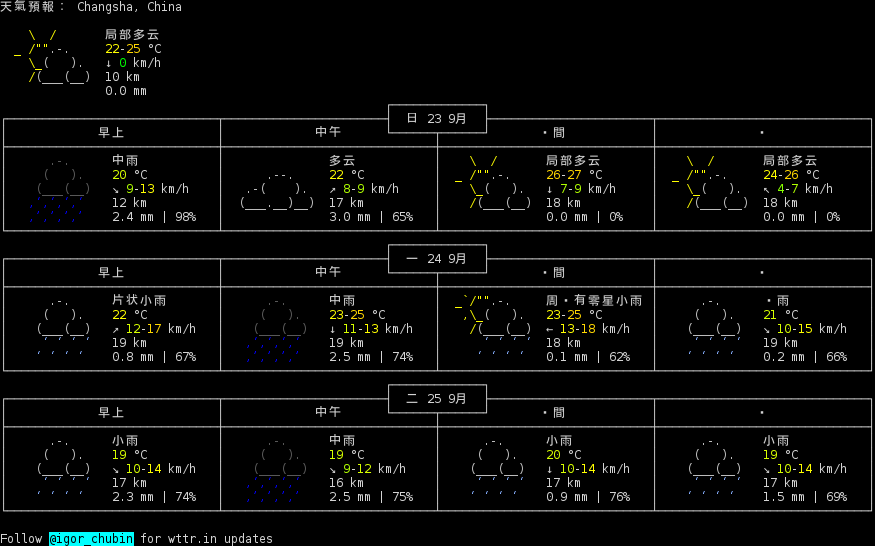 天氣預報： Changsha, China
局部多云
22-25 °C
↓ 0 km/h
10 km
0.0 mm
日 23 9月
早上 中午 ・間 ・
中雨 多云 局部多云 局部多云
20 °C 22 °C 26-27 °C 24-26 °C
↘ 9-13 km/h ↗ 8-9 km/h ↓ 7-9 km/h ↖ 4-7 km/h
12 km 17 km 18 km 18 km
2.4 mm | 98% 3.0 mm | 65% 0.0 mm | 0% 0.0 mm | 0%
一 24 9月
早上 中午 ・間 ・
片状小雨 中雨 周・有零星小雨 ・雨
22 °C 23-25 °C 23-25 °C 21 °C
↗ 12-17 km/h ↓ 11-13 km/h ← 13-18 km/h ↘ 10-15 km/h
19 km 19 km 18 km 19 km
0.8 mm | 67% 2.5 mm | 74% 0.1 mm | 62% 0.2 mm | 66%
二 25 9月
早上 中午 ・間 ・
小雨 中雨 小雨 小雨
19 °C 19 °C 20 °C 19 °C
↘ 10-14 km/h ↘ 9-12 km/h ↓ 10-14 km/h ↘ 10-14 km/h
17 km 16 km 17 km 17 km
2.3 mm | 74% 2.5 mm | 75% 0.9 mm | 76% 1.5 mm | 69%
Follow @igor_chubin for wttr.in updates